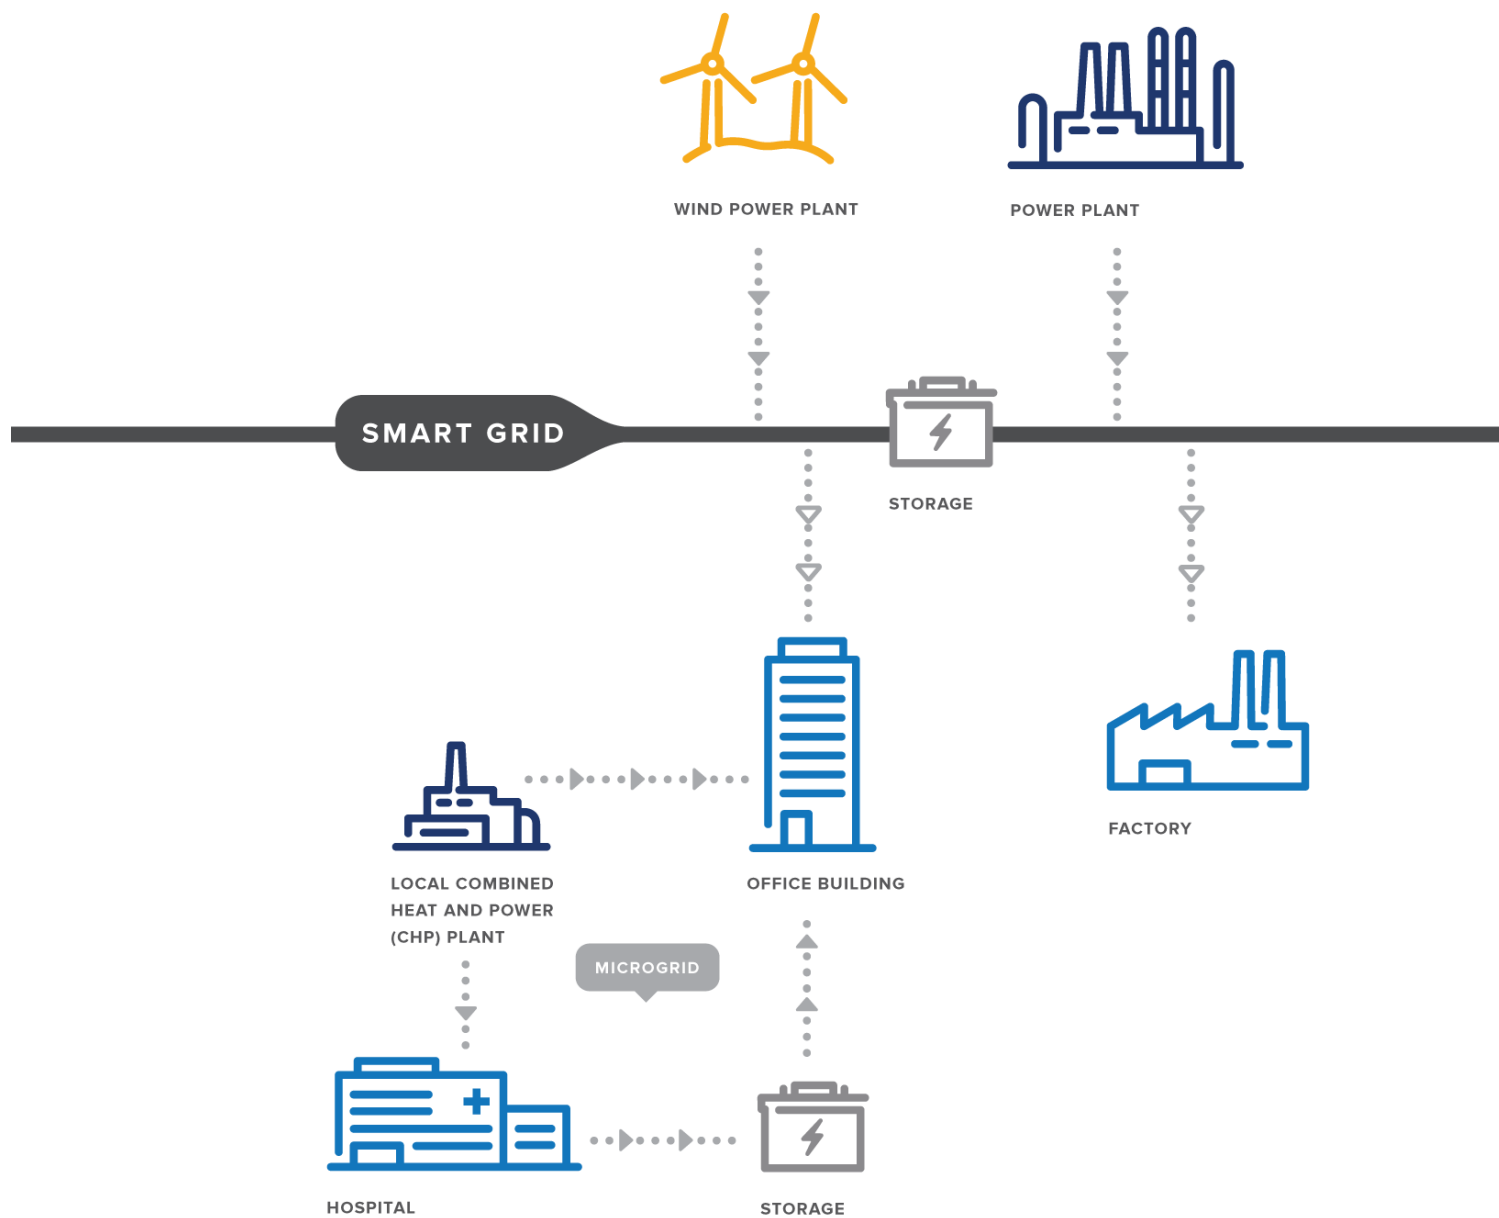 WIND POWER PLANT
POWER PLANT
SMART GRID
STORAGE
FACTORY
LOCAL COMBINED
HEAT AND POWER
(CHP) PLANT
OFFICE BUILDING
MICROGRID
HOSPITAL
STORAGE